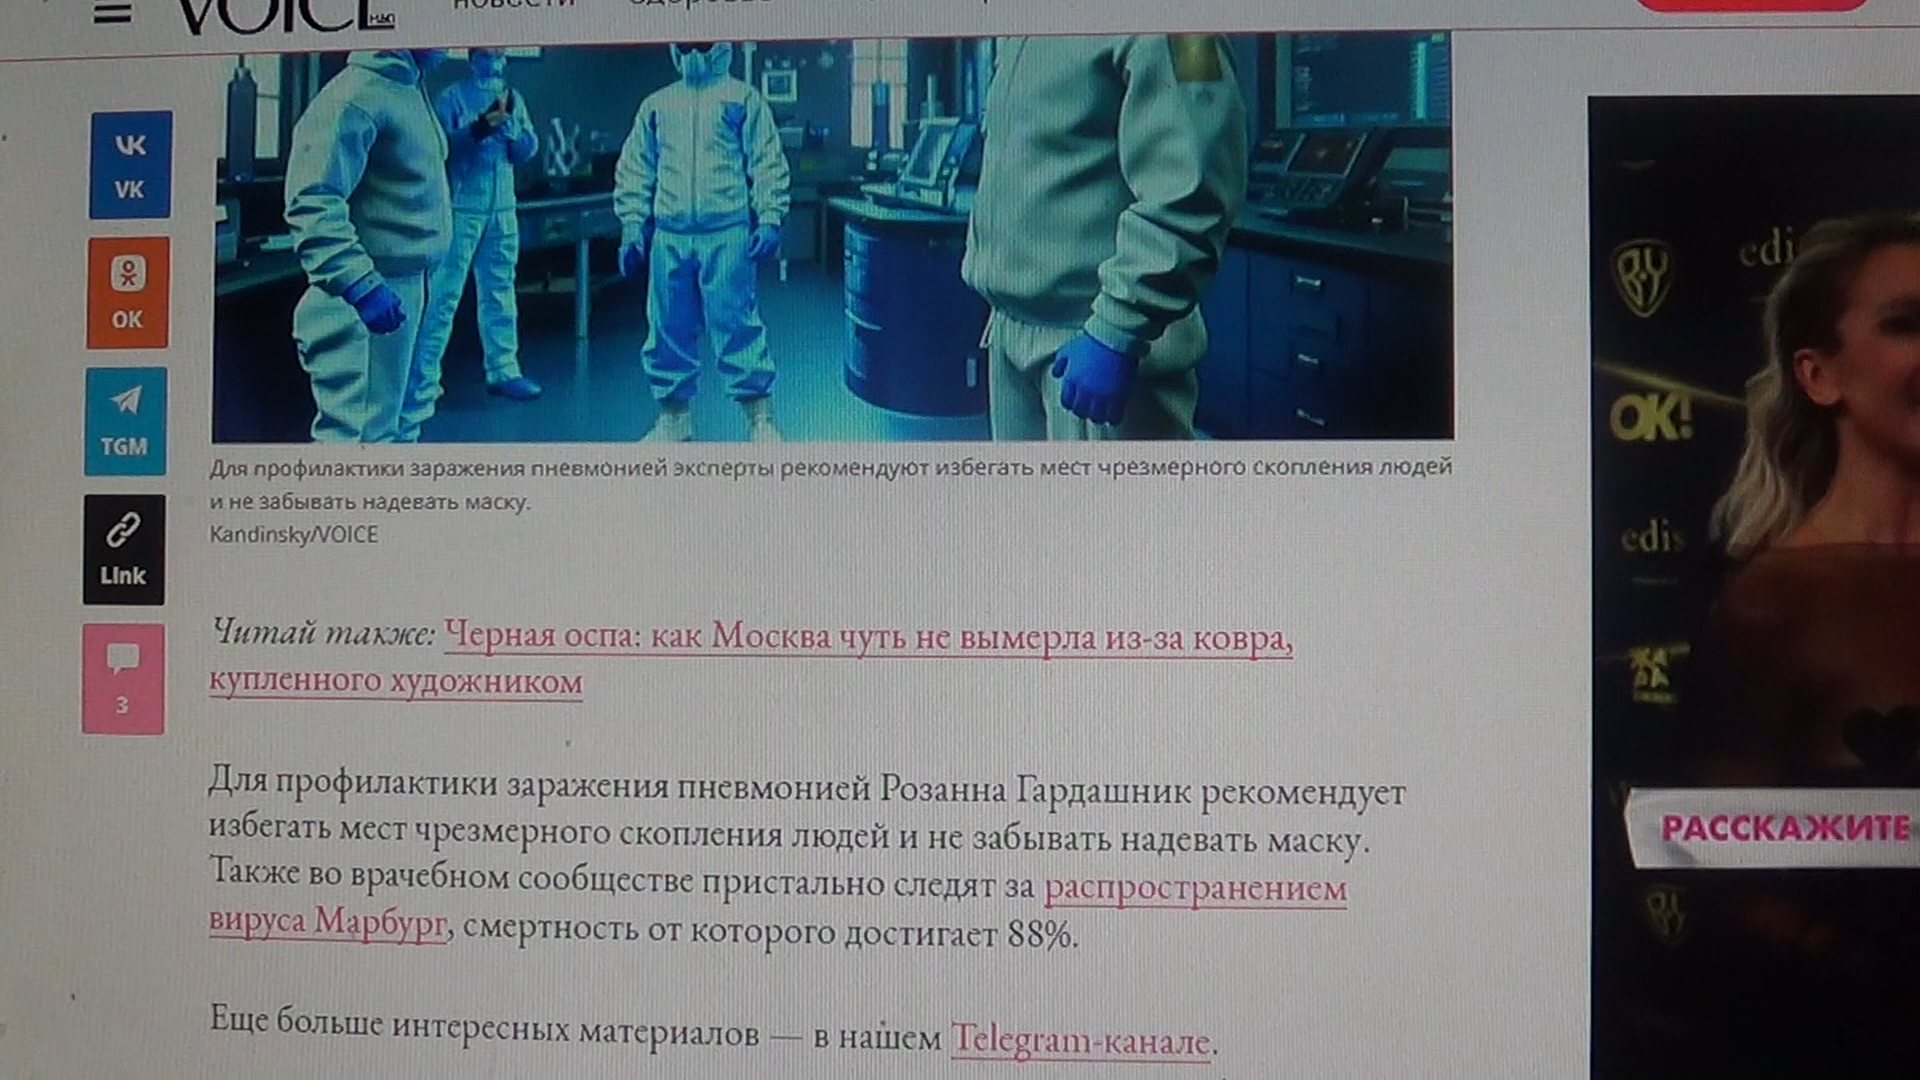 VOICE
VK
VK
OK
TGM
LInk
3
Для профилактики заражения пневмонией эксперты рекомендуют избегать мест чрезмерного скопления людей
и не забывать надевать маску.
Kandinsky/VOICE
Читай также: Черная оспа: как Москва чуть не вымерла из-за ковра,
купленного художником
Для профилактики заражения пневмонией Розанна Гардашник рекомендует
избегать мест чрезмерного скопления людей и не забывать надевать маску.
Также во врачебном сообществе пристально следят за распространением
вируса Марбург, смертность от которого достигает 88%.
Еще больше интересных материалов — в нашем Telegram-канале.
OK!
РАССКАЖИТЕ